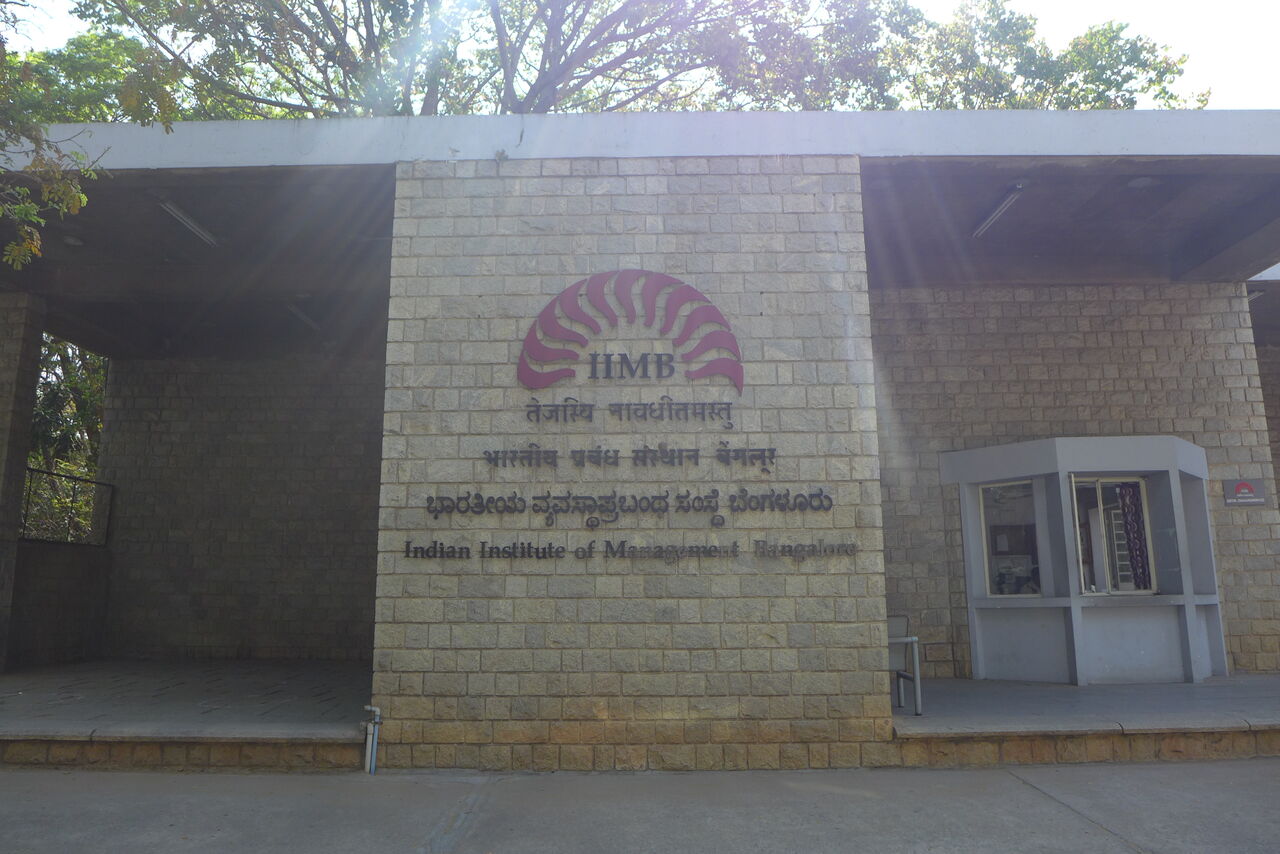 IIMB
तेजस्वि नावधीतमस्तु
भारतीय प्रबंध संस्थान बेंगलूर
ಭಾರತೀಯ ವ್ಯವಸ್ಥಾಪ್ರಬಂಧ ಸಂಸ್ಥೆ ಬೆಂಗಳೂರು
Indian Institute of Management Bangalore